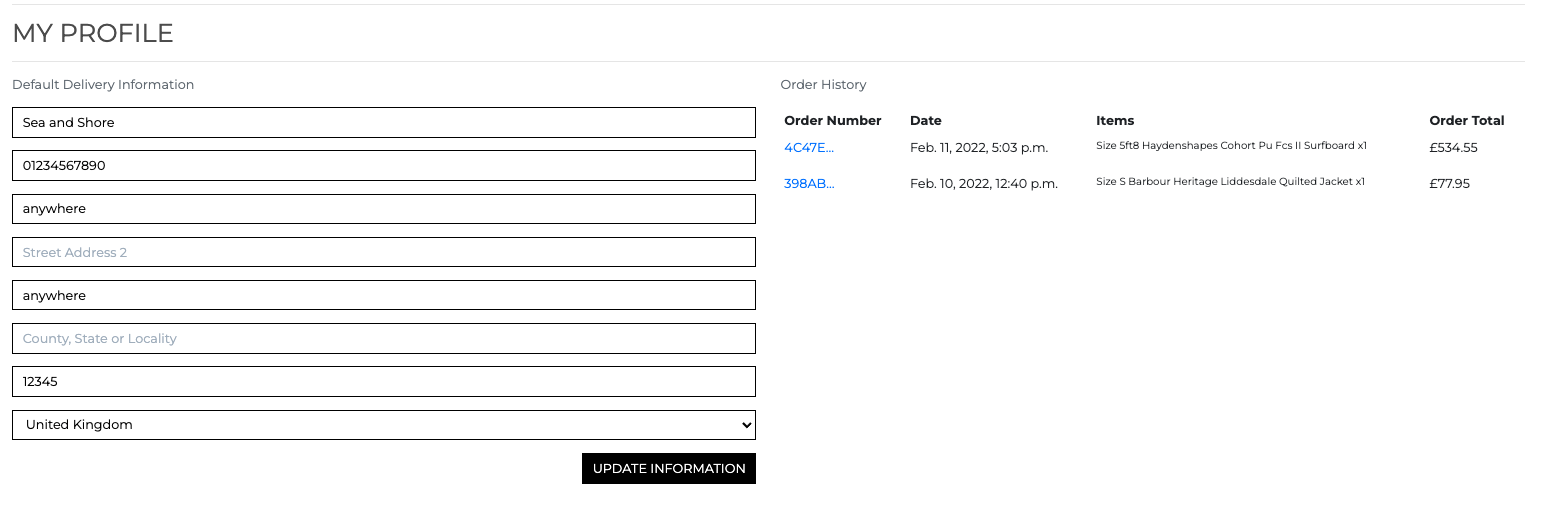 MY PROFILE
Default Delivery Information
Sea and Shore
01234567890
anywhere
Street Address 2
anywhere
County, State or Locality
12345
United Kingdom
UPDATE INFORMATION
Order History
Order Number Date Items Order Total
4C47E... Feb. 11, 2022, 5:03 p.m. Size 5ft8 Haydenshapes Cohort Pu Fcs II Surfboard x1 £534.55
398AB... Feb. 10, 2022, 12:40 p.m. Size S Barbour Heritage Liddesdale Quilted Jacket x1 £77.95